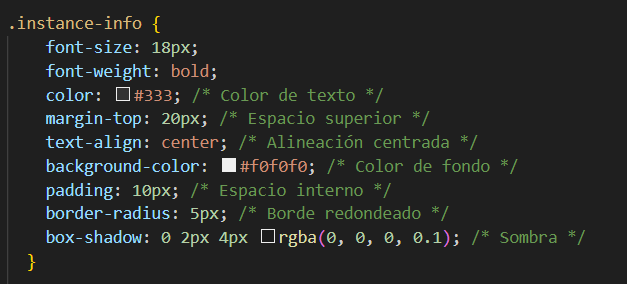 .instance-info {
font-size: 18px;
font-weight: bold;
color: #333; /* Color de texto */
margin-top: 20px; /* Espacio superior */
text-align: center; /* Alineación centrada */
background-color: #f0f0f0; /* Color de fondo */
padding: 10px; /* Espacio interno */
border-radius: 5px; /* Borde redondeado */
box-shadow: 0 2px 4px rgba(0, 0, 0, 0.1); /* Sombra */
}